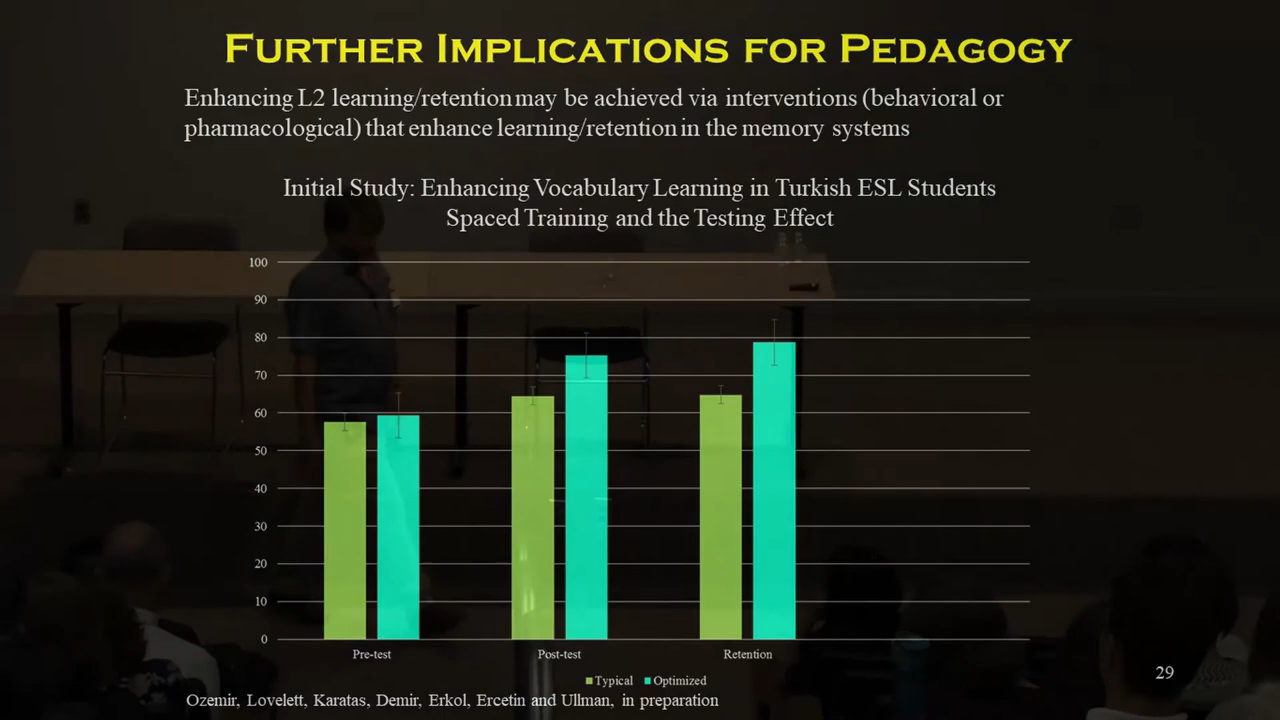 FURTHER IMPLICATIONS FOR PEDAGOGY
Enhancing L2 learning/retention may be achieved via interventions (behavioral or
pharmacological) that enhance learning/retention in the memory systems
Initial Study: Enhancing Vocabulary Learning in Turkish ESL Students
Spaced Training and the Testing Effect
100
90
80
70
60
50
40
30
20
10
0
Pre-test Post-test Retention
Typical Optimized
29
Ozemir, Lovelett, Karatas, Demir, Erkol, Ercetin and Ullman, in preparation